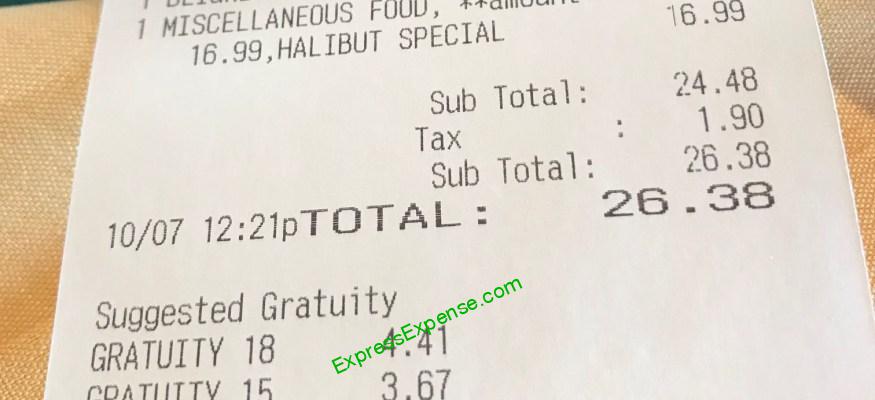 1 MISCELLANEOUS FOOD, **amount 16.99
16.99,HALIBUT SPECIAL
Sub Total: 24.48
Tax : 1.90
Sub Total: 26.38
10/07 12:21pTOTAL: 26.38
Suggested Gratuity
GRATUITY 18 4.41
ExpressExpense.com
GRATUITY 15 3.67